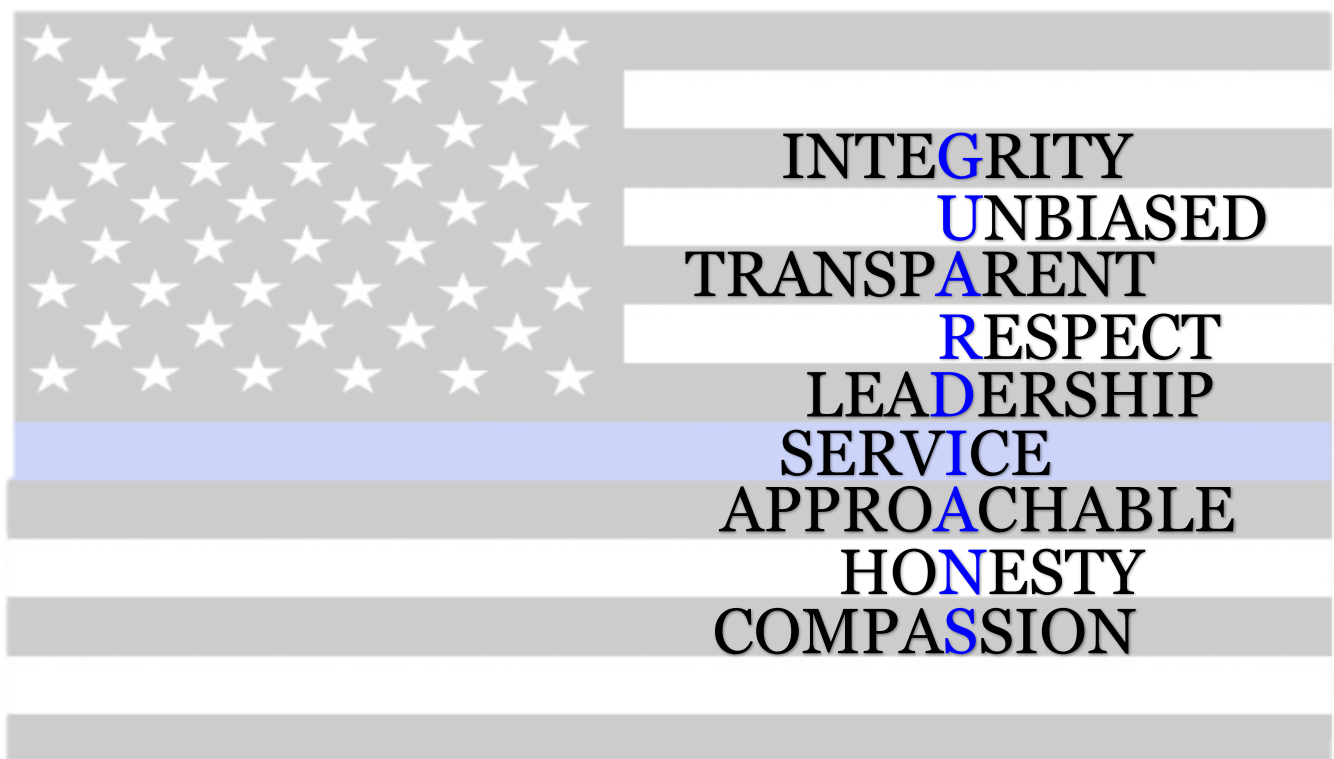 INTEGRITY
UNBIASED
TRANSPARENT
RESPECT
LEADERSHIP
SERVICE
APPROACHABLE
HONESTY
COMPASSION